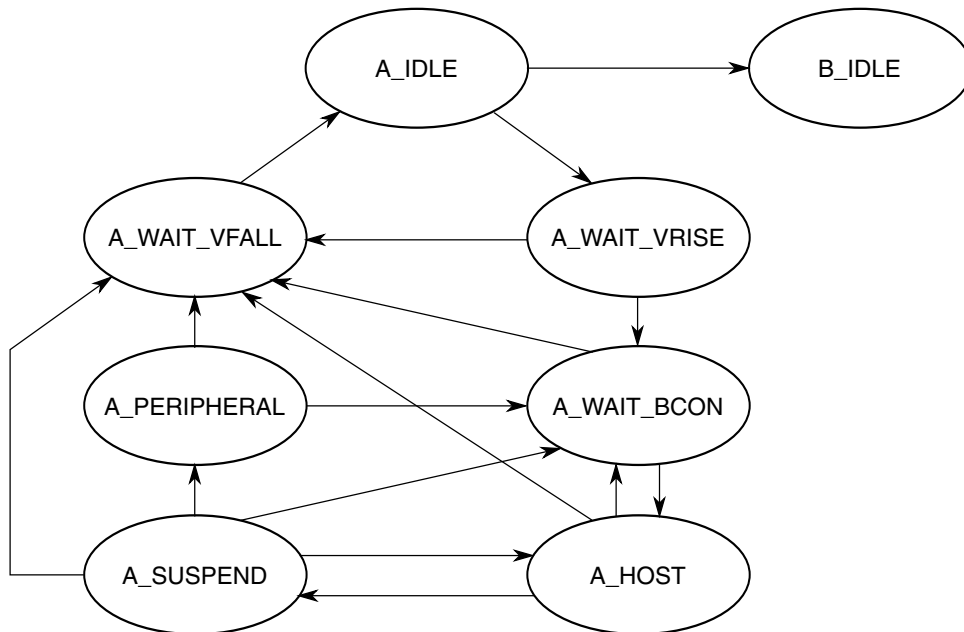 A_IDLE
B_IDLE
A_WAIT_VFALL
A_WAIT_VRISE
A_PERIPHERAL
A_WAIT_BCON
A_SUSPEND
A_HOST